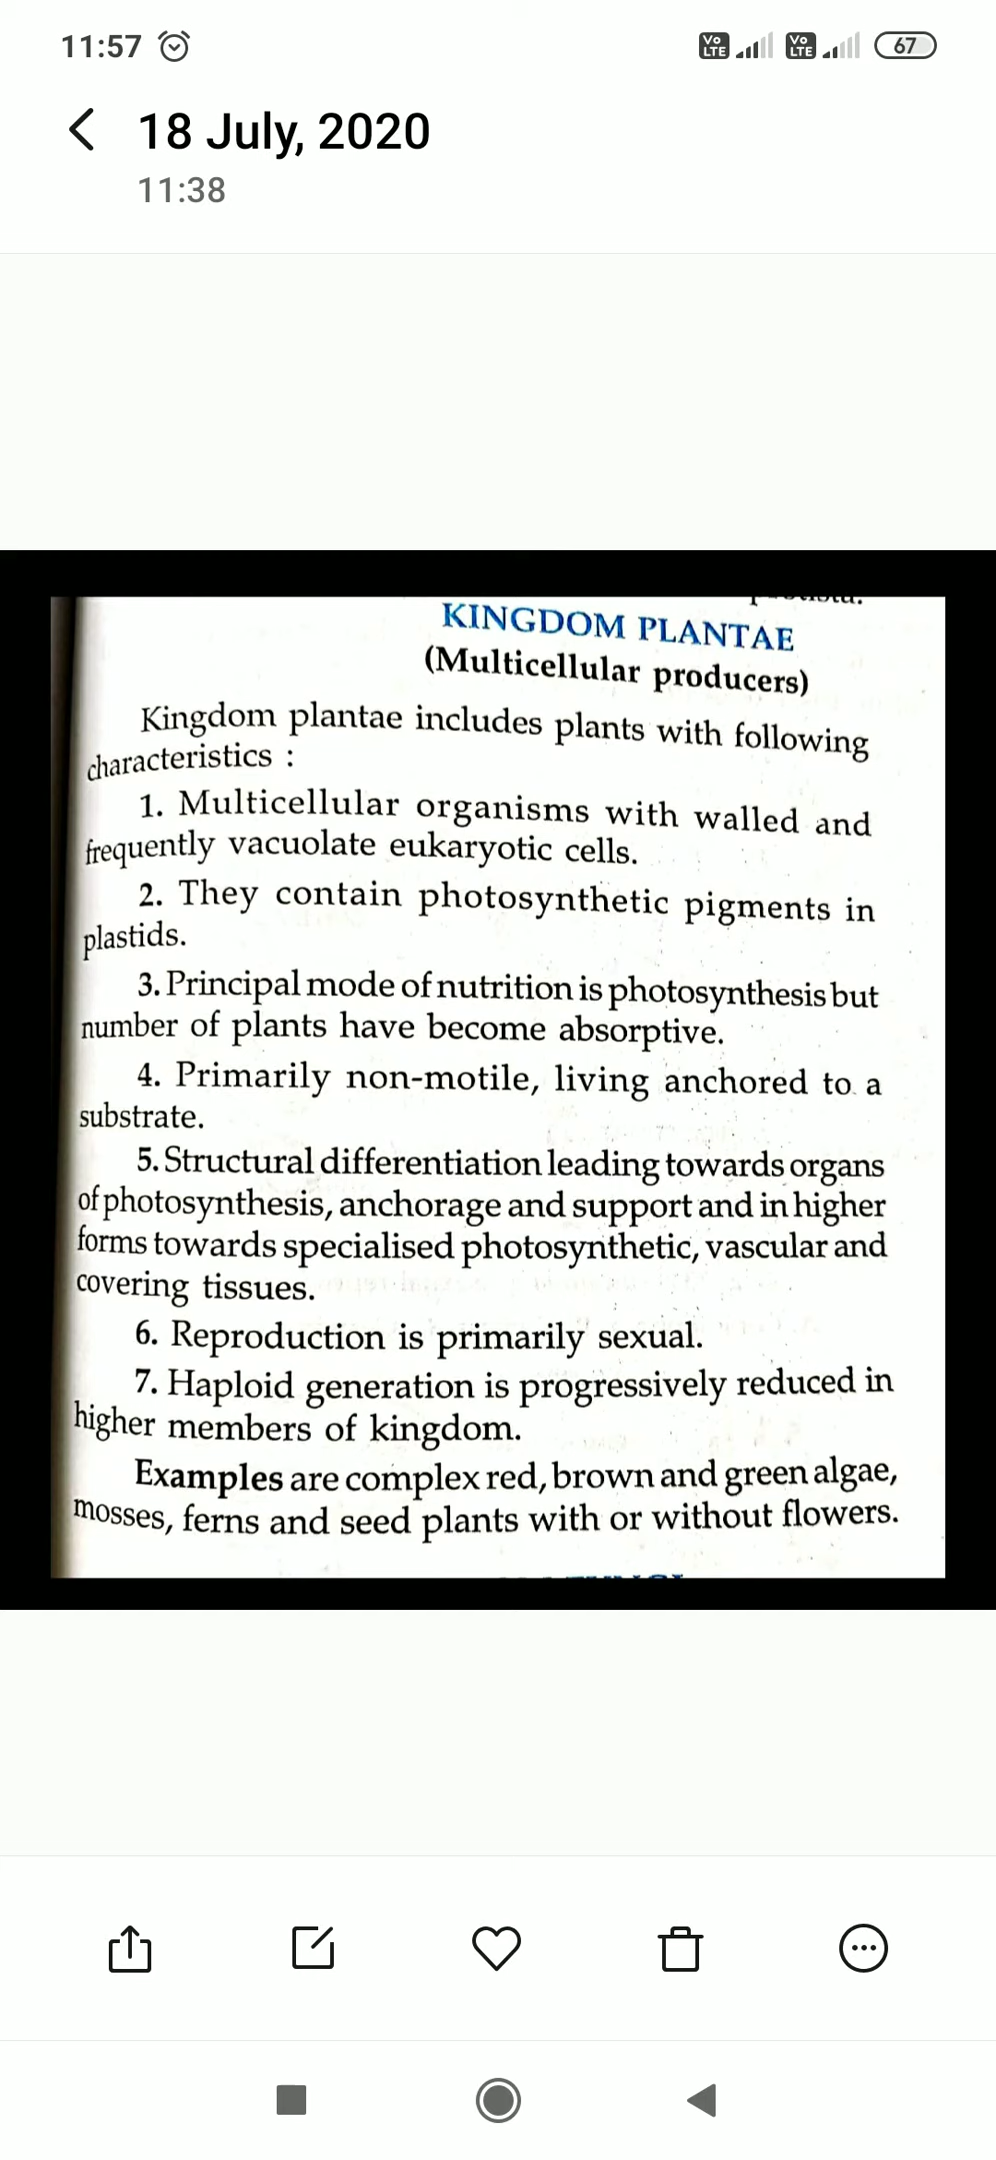 11:57
Vo LTE Vo LTE 67
18 July, 2020
11:38
KINGDOM PLANTAE
(Multicellular producers)
Kingdom plantae includes plants with following
characteristics :
1. Multicellular organisms with walled and
frequently vacuolate eukaryotic cells.
2. They contain photosynthetic pigments in
plastids.
3. Principal mode of nutrition is photosynthesis but
number of plants have become absorptive.
4. Primarily non-motile, living anchored to a
substrate.
5. Structural differentiation leading towards organs
of photosynthesis, anchorage and support and in higher
forms towards specialised photosynthetic, vascular and
covering tissues.
6. Reproduction is primarily sexual.
7. Haploid generation is progressively reduced in
higher members of kingdom.
Examples are complex red, brown and green algae,
mosses, ferns and seed plants with or without flowers.